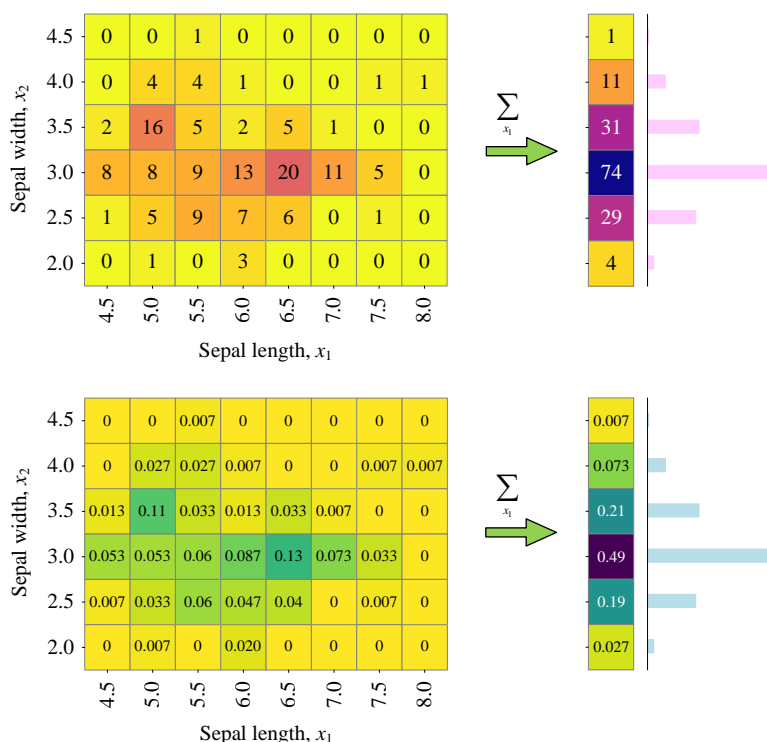 4.5 0 0 1 0 0 0 0 0 1
4.0 0 4 4 1 0 0 1 1 11
3.5 2 16 5 2 5 1 0 0 31
3.0 8 8 9 13 20 11 5 0 74
2.5 1 5 9 7 6 0 1 0 29
2.0 0 1 0 3 0 0 0 0 4
Sepal width, x₂
∑
x₁
4.5 5.0 5.5 6.0 6.5 7.0 7.5 8.0
Sepal length, x₁
4.5 0 0 0.007 0 0 0 0 0 0.007
4.0 0 0.027 0.027 0.007 0 0 0.007 0.007 0.073
3.5 0.013 0.11 0.033 0.013 0.033 0.007 0 0 0.21
3.0 0.053 0.053 0.06 0.087 0.13 0.073 0.033 0 0.49
2.5 0.007 0.033 0.06 0.047 0.04 0 0.007 0 0.19
2.0 0 0.007 0 0.020 0 0 0 0 0.027
Sepal width, x₂
∑
x₁
4.5 5.0 5.5 6.0 6.5 7.0 7.5 8.0
Sepal length, x₁